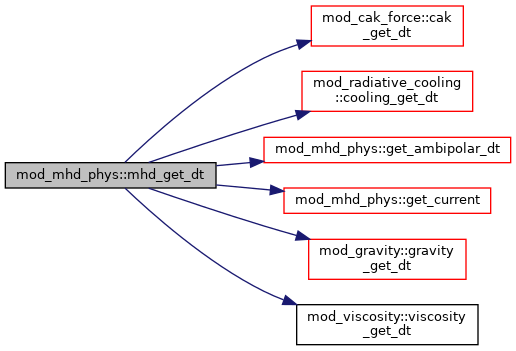 mod_cak_force::cak
_get_dt
mod_radiative_cooling
::cooling_get_dt
mod_mhd_phys::get_ambipolar_dt
mod_mhd_phys::mhd_get_dt
mod_mhd_phys::get_current
mod_gravity::gravity
_get_dt
mod_viscosity::viscosity
_get_dt